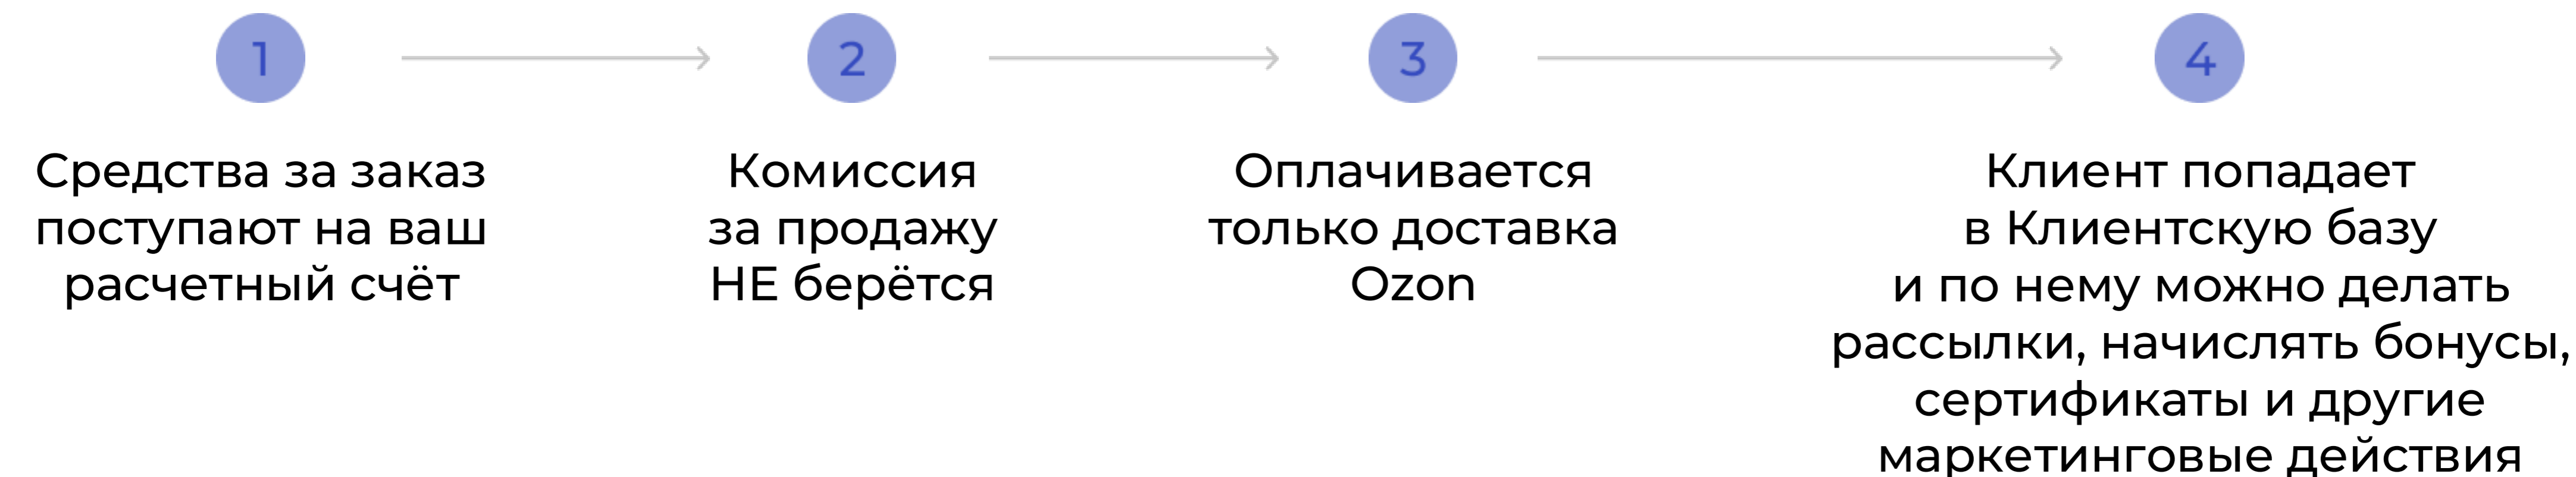 1
2
3
4
Средства за заказ
поступают на ваш
расчетный счёт
Комиссия
за продажу
НЕ берётся
Оплачивается
только доставка
Ozon
Клиент попадает
в Клиентскую базу
и по нему можно делать
рассылки, начислять бонусы,
сертификаты и другие
маркетинговые действия